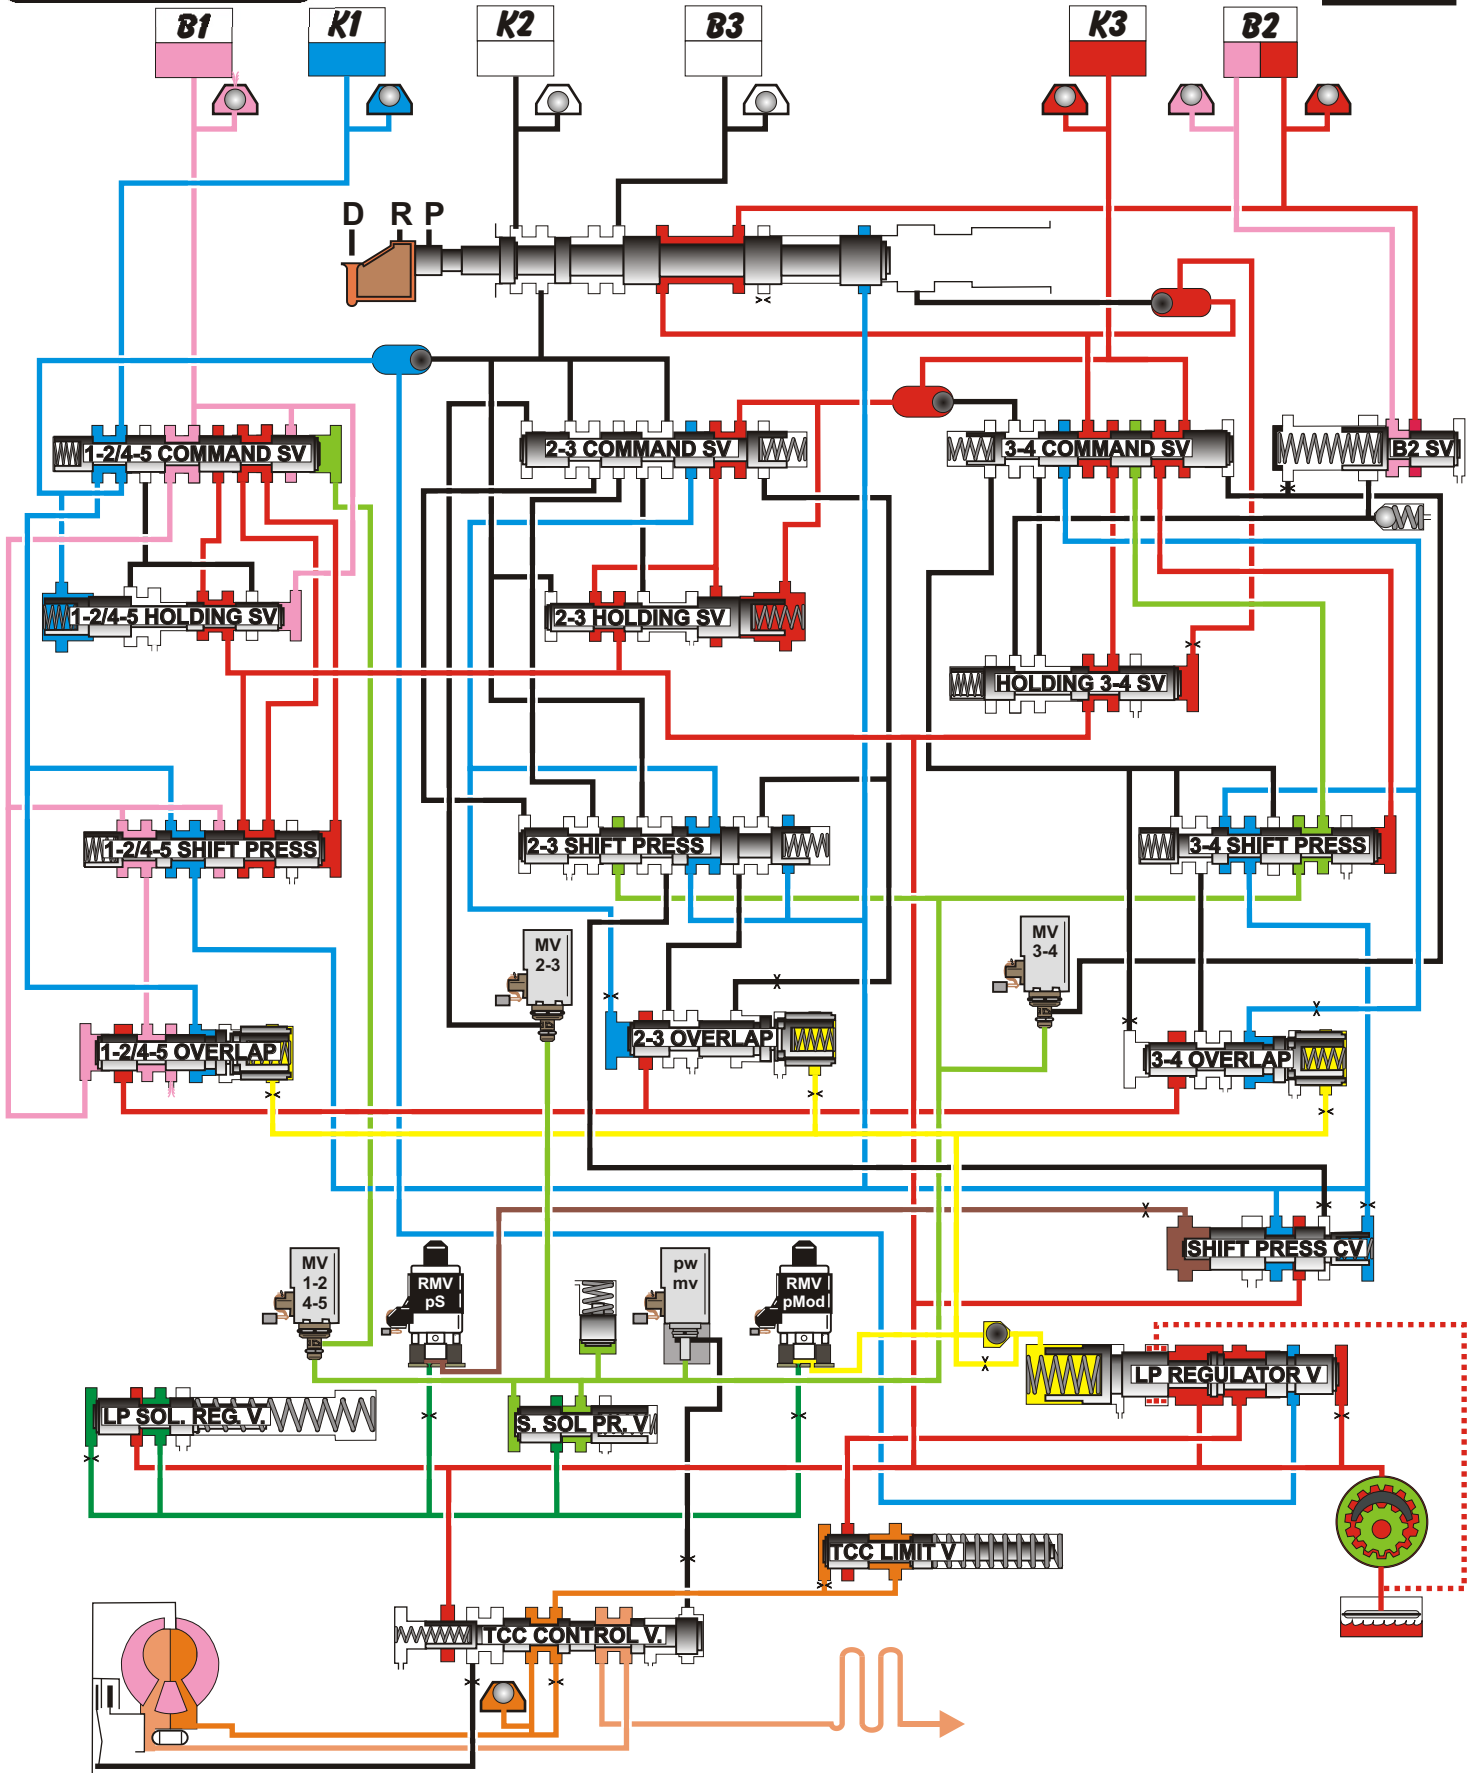 B1
K1
K2
B3
K3
B2
D R P
1-2/4-5 COMMAND SV
2-3 COMMAND SV
3-4 COMMAND SV
B2 SV
1-2/4-5 HOLDING SV
2-3 HOLDING SV
HOLDING 3-4 SV
1-2/4-5 SHIFT PRESS
2-3 SHIFT PRESS
3-4 SHIFT PRESS
MV
2-3
MV
3-4
1-2/4-5 OVERLAP
2-3 OVERLAP
3-4 OVERLAP
SHIFT PRESS CV
MV
1-2
4-5
RMV
pS
pw
mv
RMV
pMod
LP REGULATOR V
LP SOL. REG. V.
S. SOL PR. V
TCC LIMIT V
TCC CONTROL V.